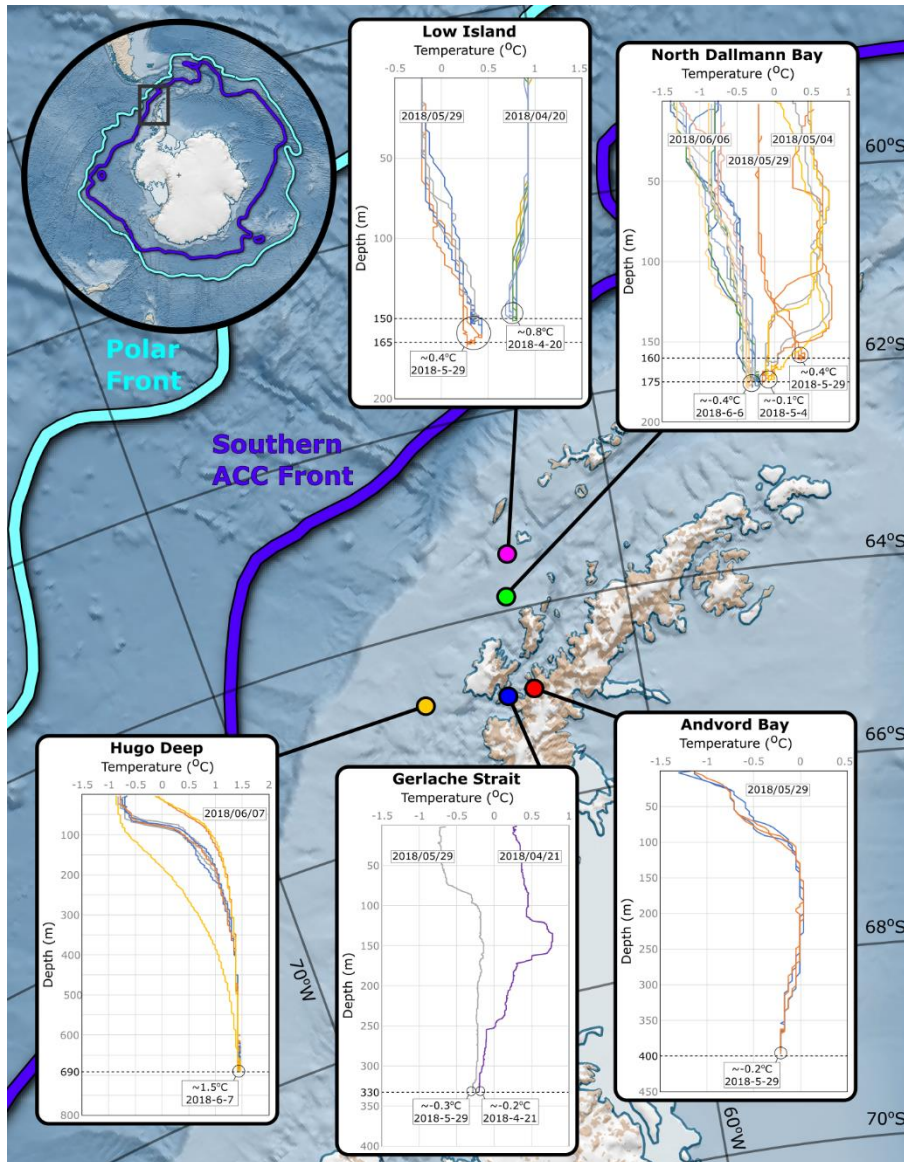 Low Island
Temperature (°C)
-0.5 0 0.5 1 1.5
2018/05/29
2018/04/20
50
100
150
165
200
Depth (m)
~0.8°C
2018-4-20
~0.4°C
2018-5-29
North Dallmann Bay
Temperature (°C)
-1.5 -1 -0.5 0 0.5 1
2018/06/06
2018/05/04
2018/05/29
50
100
150
160
175
200
Depth (m)
~0.4°C
2018-5-29
~-0.4°C
2018-6-6
~-0.1°C
2018-5-4
60°S
62°S
64°S
66°S
68°S
70°S
70°W
60°W
Polar
Front
Southern
ACC Front
Hugo Deep
Temperature (°C)
-1.5 -1 -0.5 0 0.5 1 1.5 2
2018/06/07
100
200
300
400
500
600
690
800
Depth (m)
~1.5°C
2018-6-7
Gerlache Strait
Temperature (°C)
-1.5 -1 -0.5 0 0.5 1
2018/05/29
2018/04/21
50
100
150
200
250
300
330
350
400
Depth (m)
~-0.3°C
2018-5-29
~-0.2°C
2018-4-21
Andvord Bay
Temperature (°C)
-1.5 -1 -0.5 0 0.5
2018/05/29
50
100
150
200
250
300
350
400
450
Depth (m)
~-0.2°C
2018-5-29